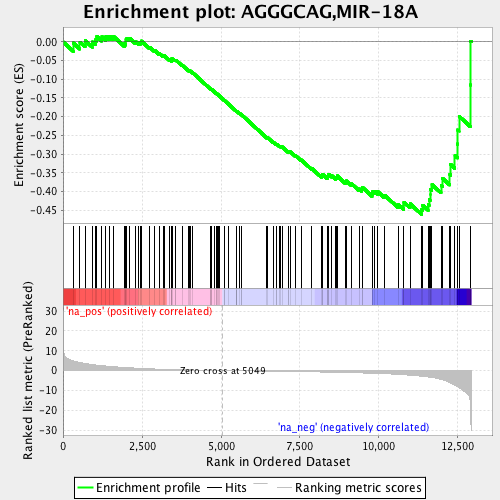 Enrichment plot: AGGGCAG,MIR-18A
Enrichment score (ES)
0.00
-0.05
-0.10
-0.15
-0.20
-0.25
-0.30
-0.35
-0.40
-0.45
'na_pos' (positively correlated)
Ranked list metric (PreRanked)
30
20
10
0
-10
-20
-30
Zero cross at 5049
'na_neg' (negatively correlated)
0
2,500
5,000
7,500
10,000
12,500
Rank in Ordered Dataset
Enrichment profile
Hits
Ranking metric scores